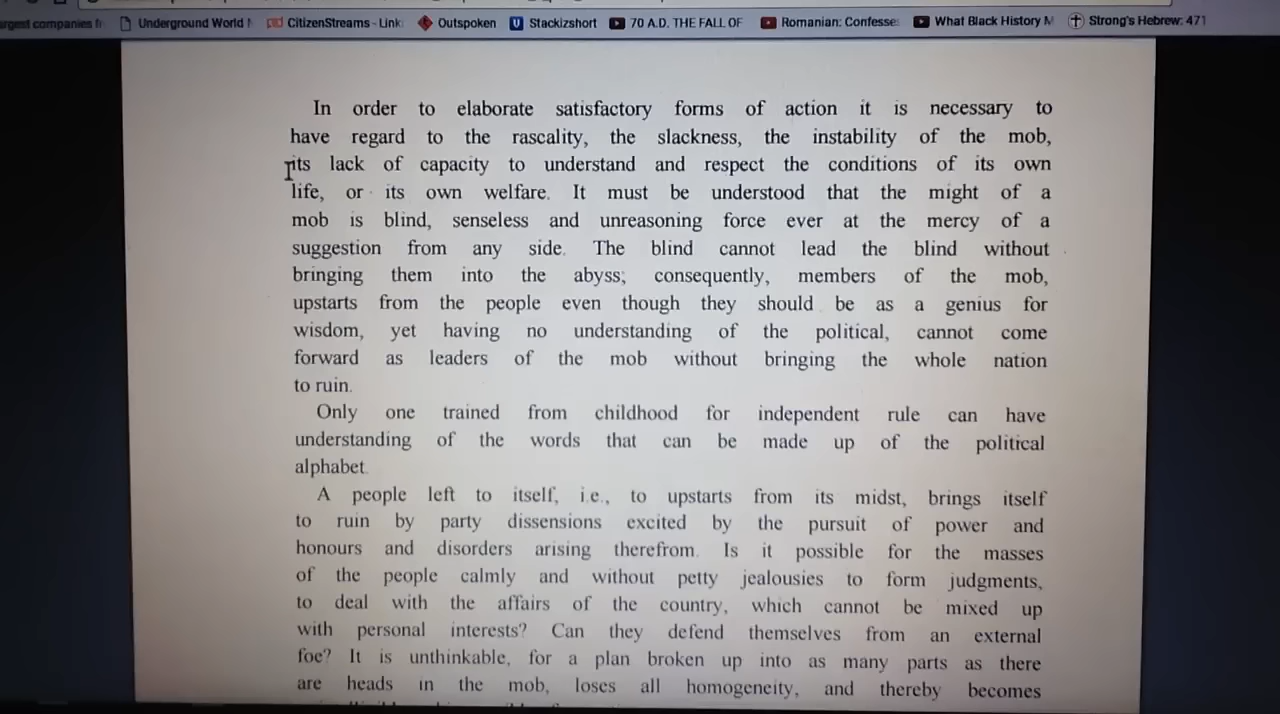 Underground World
CitizenStreams - Link
Outspoken
Stackizshort
70 A.D. THE FALL OF
Romanian: Confesse
What Black History M
Strong's Hebrew: 471
In order to elaborate satisfactory forms of action it is necessary to
have regard to the rascality, the slackness, the instability of the mob,
its lack of capacity to understand and respect the conditions of its own
life, or its own welfare. It must be understood that the might of a
mob is blind, senseless and unreasoning force ever at the mercy of a
suggestion from any side. The blind cannot lead the blind without
bringing them into the abyss; consequently, members of the mob,
upstarts from the people even though they should be as a genius for
wisdom, yet having no understanding of the political, cannot come
forward as leaders of the mob without bringing the whole nation
to ruin.
Only one trained from childhood for independent rule can have
understanding of the words that can be made up of the political
alphabet.
A people left to itself, i.e., to upstarts from its midst, brings itself
to ruin by party dissensions excited by the pursuit of power and
honours and disorders arising therefrom. Is it possible for the masses
of the people calmly and without petty jealousies to form judgments,
to deal with the affairs of the country, which cannot be mixed up
with personal interests? Can they defend themselves from an external
foe? It is unthinkable, for a plan broken up into as many parts as there
are heads in the mob, loses all homogeneity, and thereby becomes